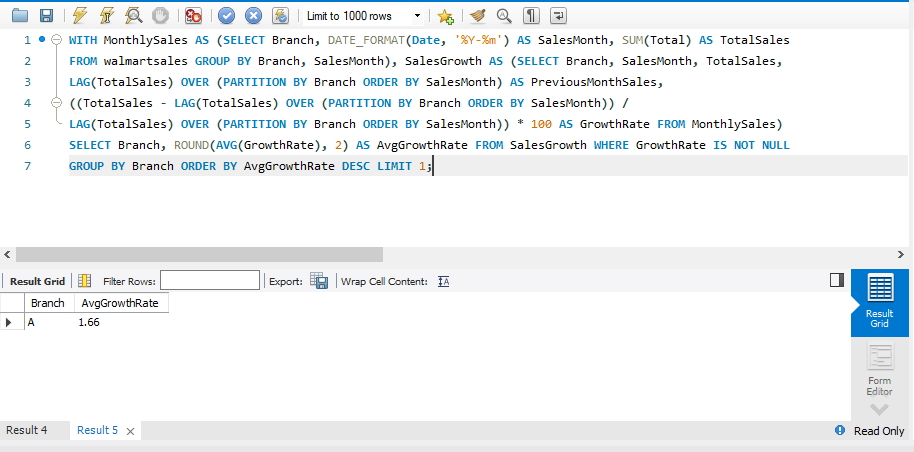 Limit to 1000 rows
1 WITH MonthlySales AS (SELECT Branch, DATE_FORMAT(Date, '%Y-%m') AS SalesMonth, SUM(Total) AS TotalSales
2 FROM walmartsales GROUP BY Branch, SalesMonth), SalesGrowth AS (SELECT Branch, SalesMonth, TotalSales,
3 LAG(TotalSales) OVER (PARTITION BY Branch ORDER BY SalesMonth) AS PreviousMonthSales,
4 ((TotalSales - LAG(TotalSales) OVER (PARTITION BY Branch ORDER BY SalesMonth)) /
5 LAG(TotalSales) OVER (PARTITION BY Branch ORDER BY SalesMonth)) * 100 AS GrowthRate FROM MonthlySales)
6 SELECT Branch, ROUND(AVG(GrowthRate), 2) AS AvgGrowthRate FROM SalesGrowth WHERE GrowthRate IS NOT NULL
7 GROUP BY Branch ORDER BY AvgGrowthRate DESC LIMIT 1;
Result Grid Filter Rows: Export: Wrap Cell Content:
Branch AvgGrowthRate
A 1.66
Result
Grid
Form
Editor
Result 4 Result 5 Read Only